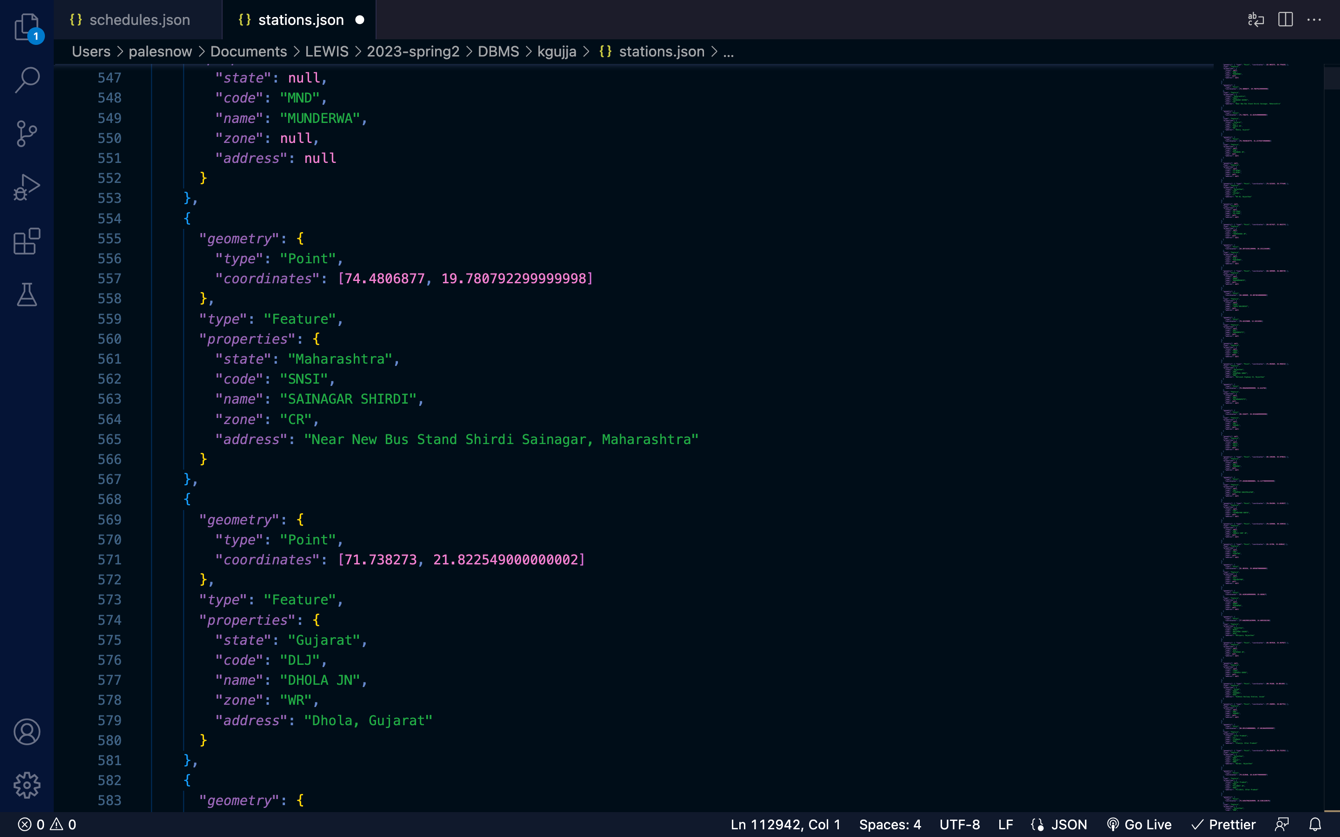 {} schedules.json {} stations.json ●
1
Users > palesnow > Documents > LEWIS > 2023-spring2 > DBMS > kgujja > {} stations.json > ...
547 "state": null,
548 "code": "MND",
549 "name": "MUNDERWA",
550 "zone": null,
551 "address": null
552 }
553 },
554 {
555 "geometry": {
556 "type": "Point",
557 "coordinates": [74.4806877, 19.780792299999998]
558 },
559 "type": "Feature",
560 "properties": {
561 "state": "Maharashtra",
562 "code": "SNSI",
563 "name": "SAINAGAR SHIRDI",
564 "zone": "CR",
565 "address": "Near New Bus Stand Shirdi Sainagar, Maharashtra"
566 }
567 },
568 {
569 "geometry": {
570 "type": "Point",
571 "coordinates": [71.738273, 21.822549000000002]
572 },
573 "type": "Feature",
574 "properties": {
575 "state": "Gujarat",
576 "code": "DLJ",
577 "name": "DHOLA JN",
578 "zone": "WR",
579 "address": "Dhola, Gujarat"
580 }
581 },
582 {
583 "geometry": {
0 0 Ln 112942, Col 1 Spaces: 4 UTF-8 LF JSON Go Live Prettier